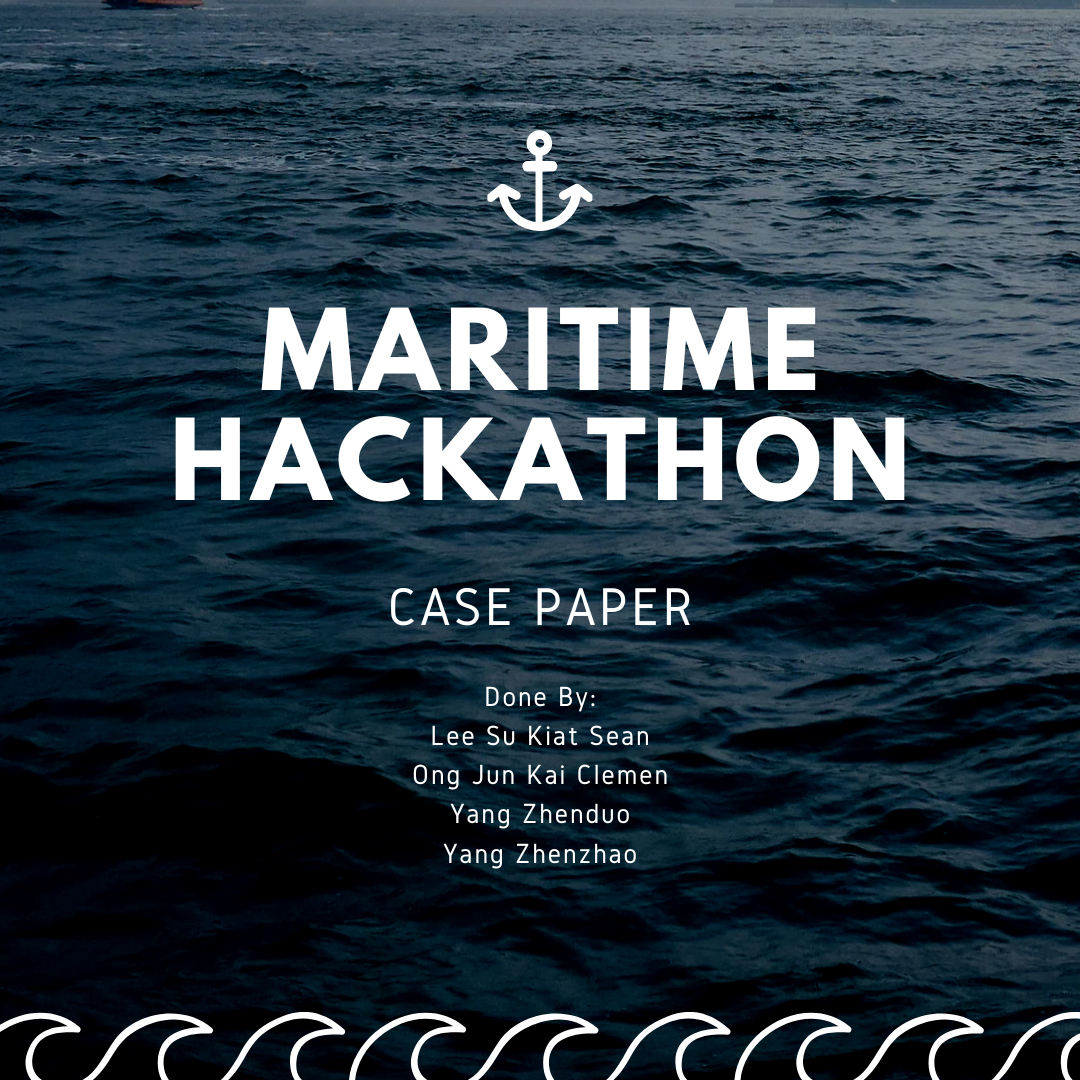 MARITIME
HACKATHON
CASE PAPER
Done By:
Lee Su Kiat Sean
Ong Jun Kai Clemen
Yang Zhenduo
Yang Zhenzhao